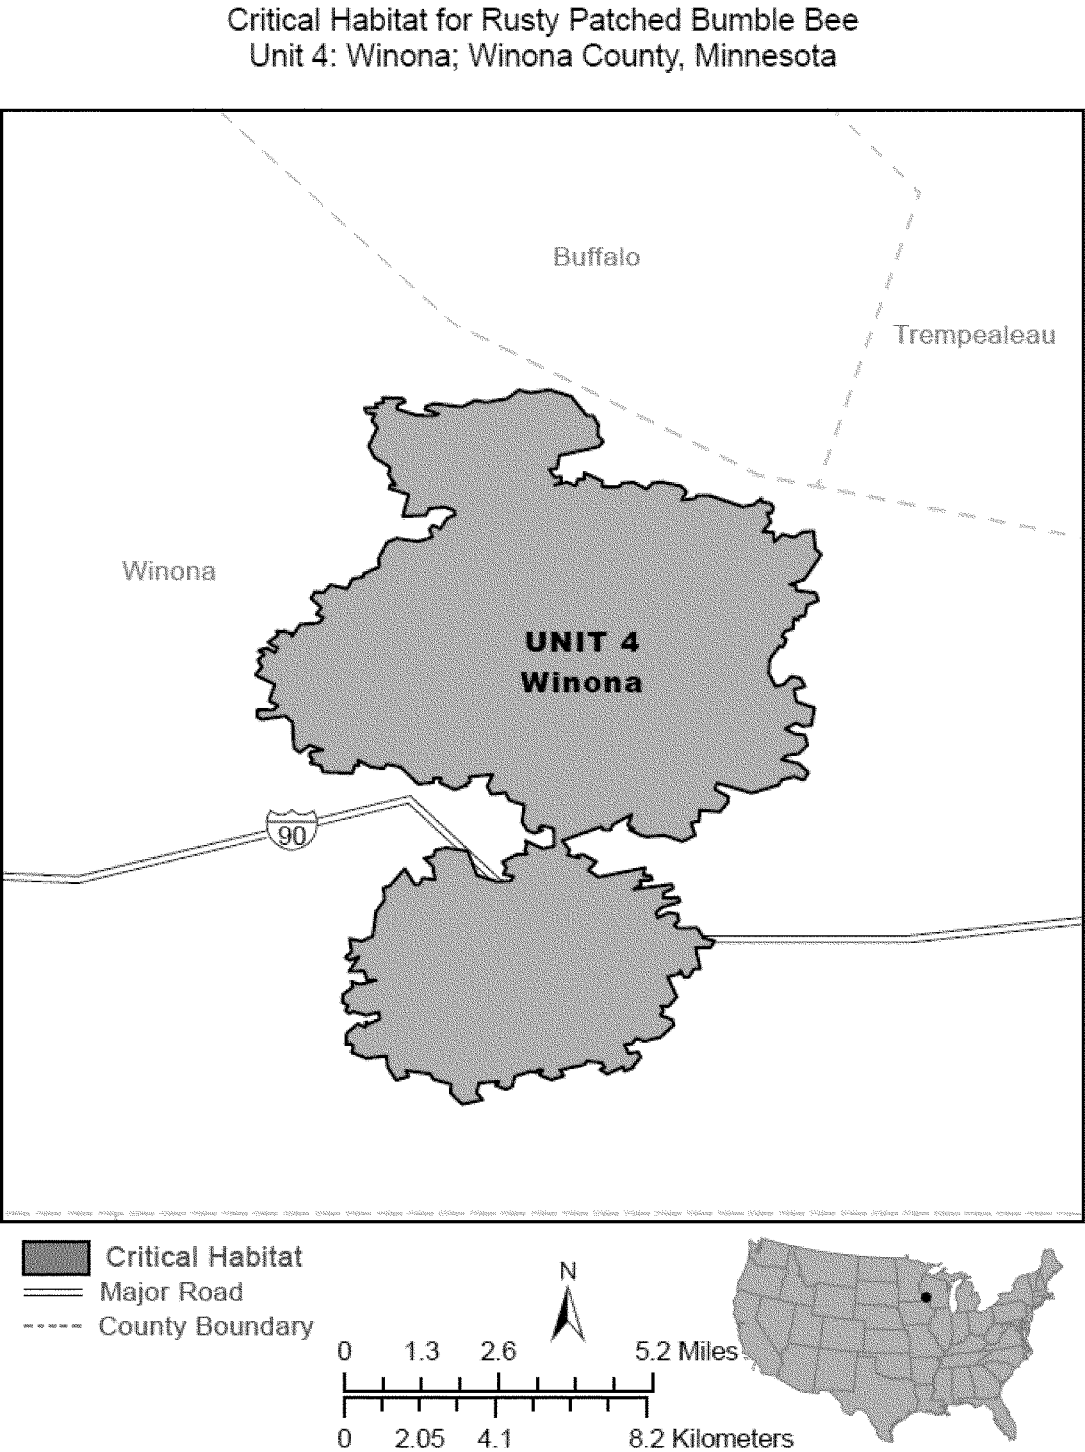 Critical Habitat for Rusty Patched Bumble Bee
Unit 4: Winona; Winona County, Minnesota
Buffalo
Trempealeau
Winona
UNIT 4
Winona
90
Critical Habitat
Major Road
County Boundary
N
0 1.3 2.6 5.2 Miles
0 2.05 4.1 8.2 Kilometers